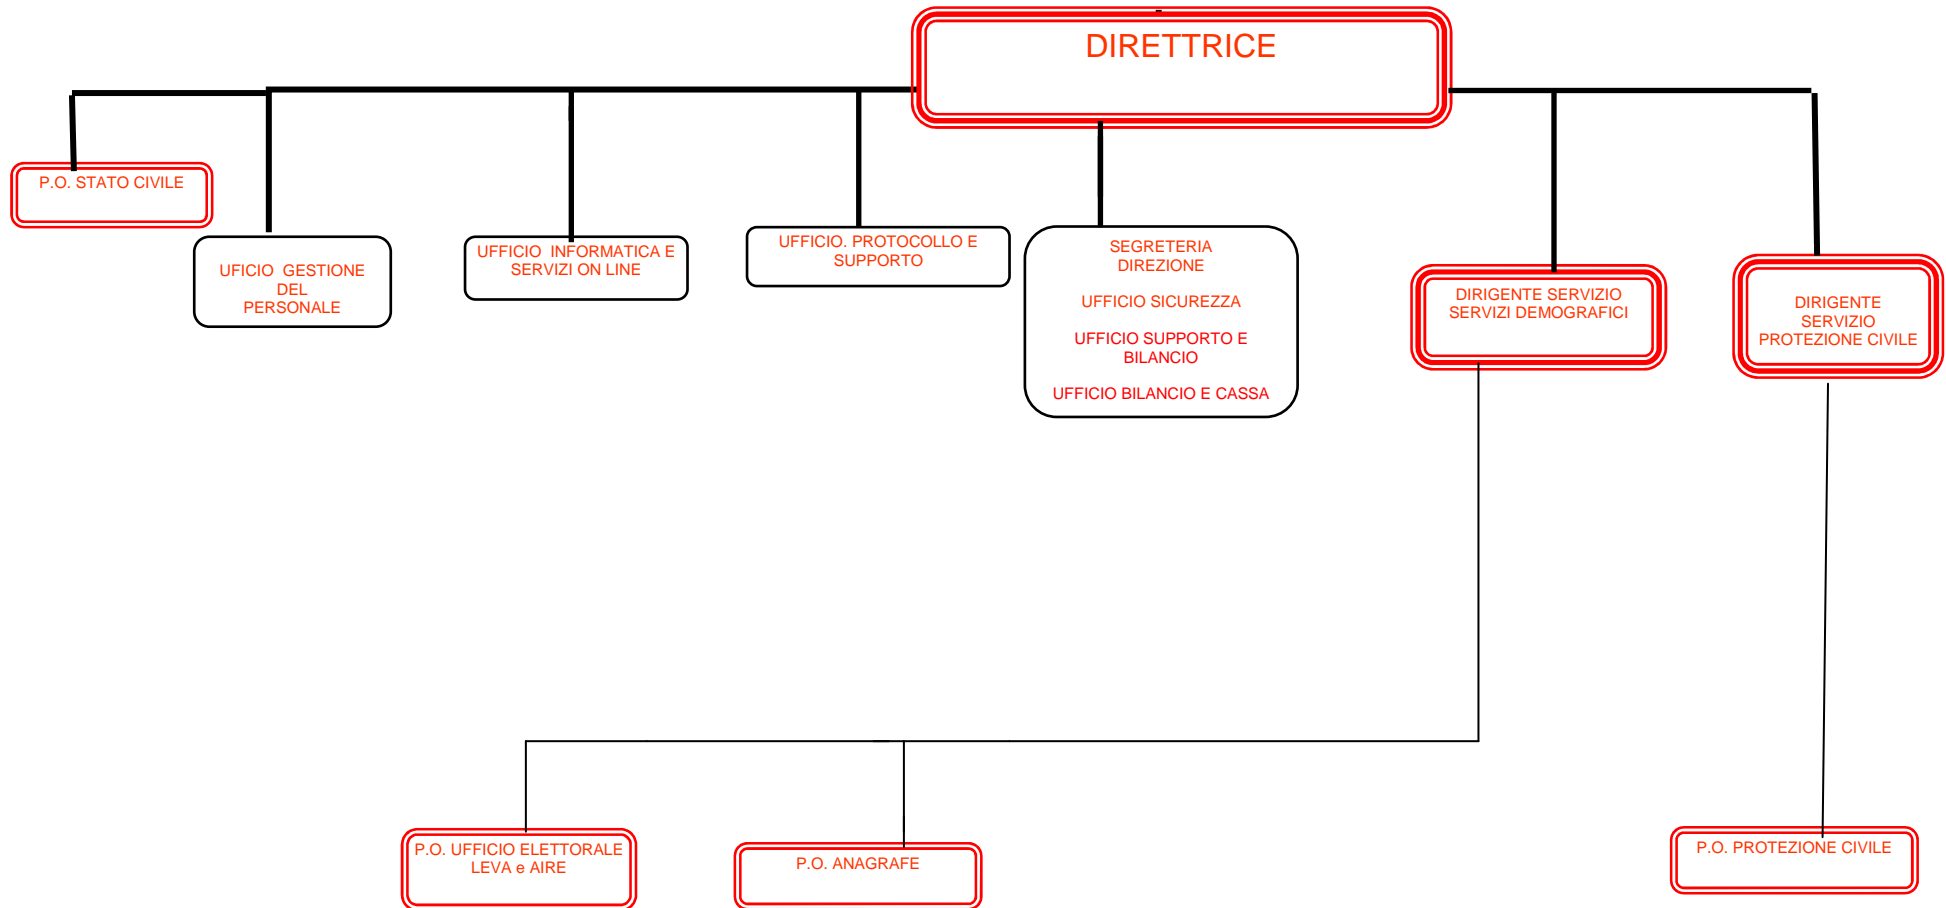 DIRETTRICE
P.O. STATO CIVILE
UFICIO  GESTIONE
DEL
PERSONALE
UFFICIO  INFORMATICA E
SERVIZI ON LINE
UFFICIO. PROTOCOLLO E
SUPPORTO
SEGRETERIA
DIREZIONE
UFFICIO SICUREZZA
UFFICIO SUPPORTO E
BILANCIO
UFFICIO BILANCIO E CASSA
DIRIGENTE SERVIZIO
SERVIZI DEMOGRAFICI
DIRIGENTE
SERVIZIO
PROTEZIONE CIVILE
P.O. UFFICIO ELETTORALE
LEVA e AIRE
P.O. ANAGRAFE
P.O. PROTEZIONE CIVILE